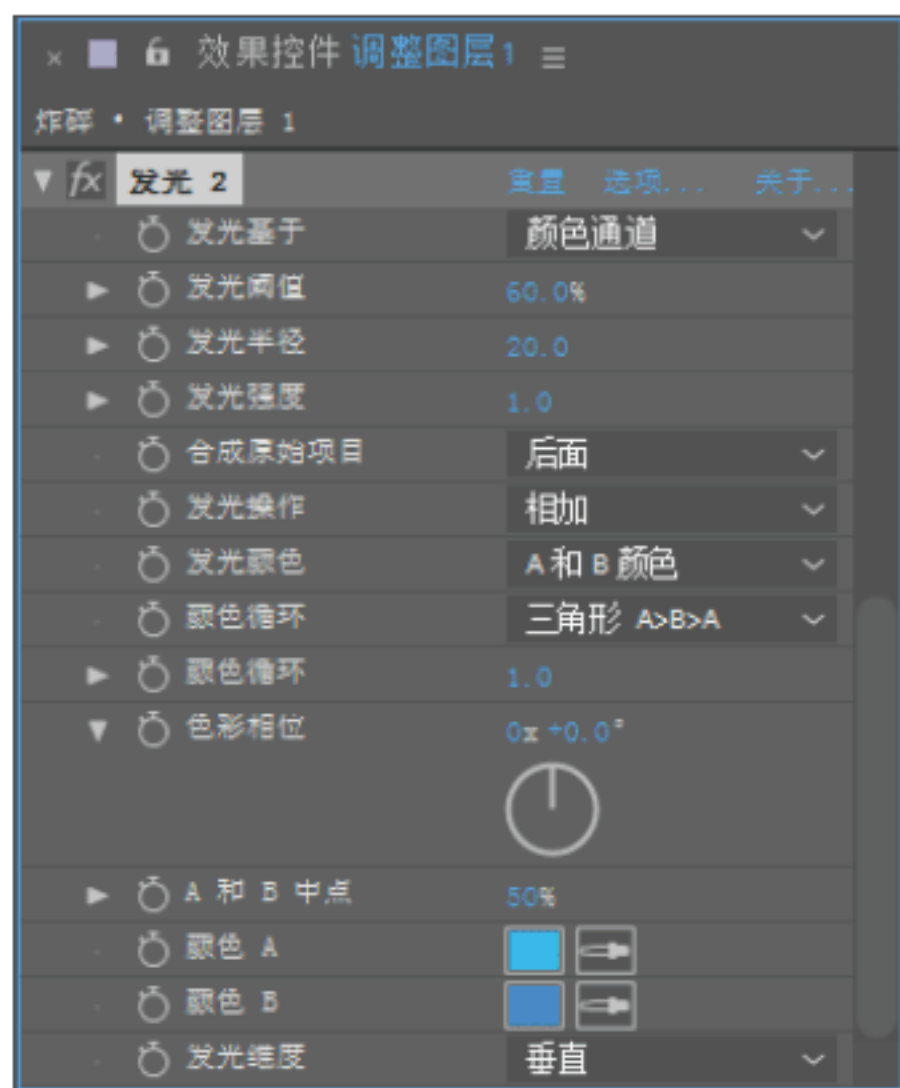 × 效果控件 调整图层1 ≡
炸碎 • 调整图层 1
fx 发光 2 重置 选项... 关于...
发光基于 颜色通道
发光阈值 60.0%
发光半径 20.0
发光强度 1.0
合成原始项目 后面
发光操作 相加
发光颜色 A 和 B 颜色
颜色循环 三角形 A>B>A
颜色循环 1.0
色彩相位 0x +0.0°
A 和 B 中点 50%
颜色 A
颜色 B
发光维度 垂直